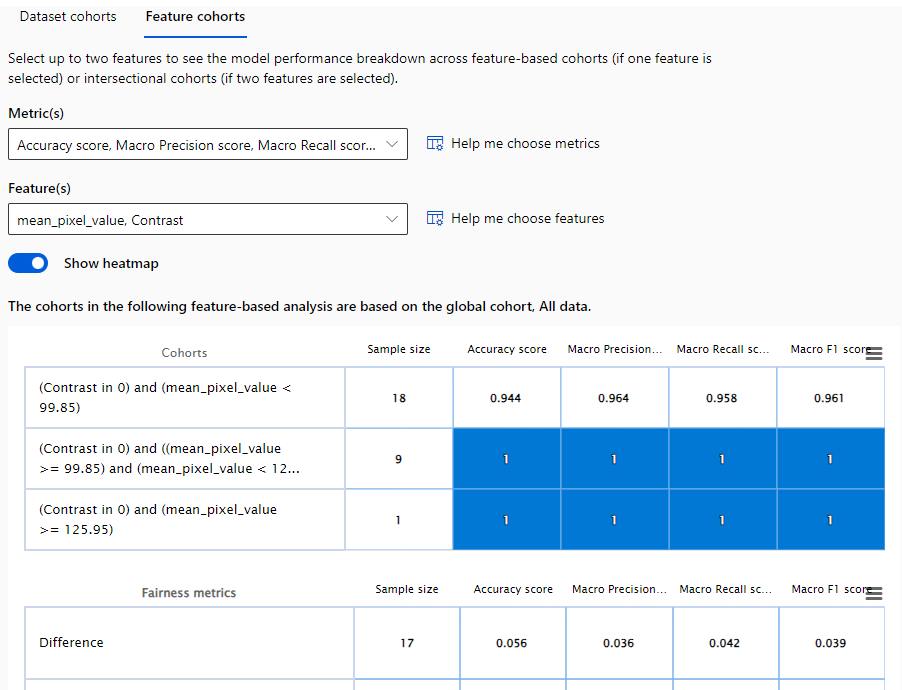 Dataset cohorts Feature cohorts
Select up to two features to see the model performance breakdown across feature-based cohorts (if one feature is
selected) or intersectional cohorts (if two features are selected).
Metric(s)
Accuracy score, Macro Precision score, Macro Recall scor... Help me choose metrics
Feature(s)
mean_pixel_value, Contrast Help me choose features
Show heatmap
The cohorts in the following feature-based analysis are based on the global cohort, All data.
Cohorts Sample size Accuracy score Macro Precision... Macro Recall sc... Macro F1 score
(Contrast in 0) and (mean_pixel_value <
99.85) 18 0.944 0.964 0.958 0.961
(Contrast in 0) and ((mean_pixel_value
>= 99.85) and (mean_pixel_value < 12... 9 1 1 1 1
(Contrast in 0) and (mean_pixel_value
>= 125.95) 1 1 1 1 1
Fairness metrics Sample size Accuracy score Macro Precision... Macro Recall sc... Macro F1 score
Difference 17 0.056 0.036 0.042 0.039